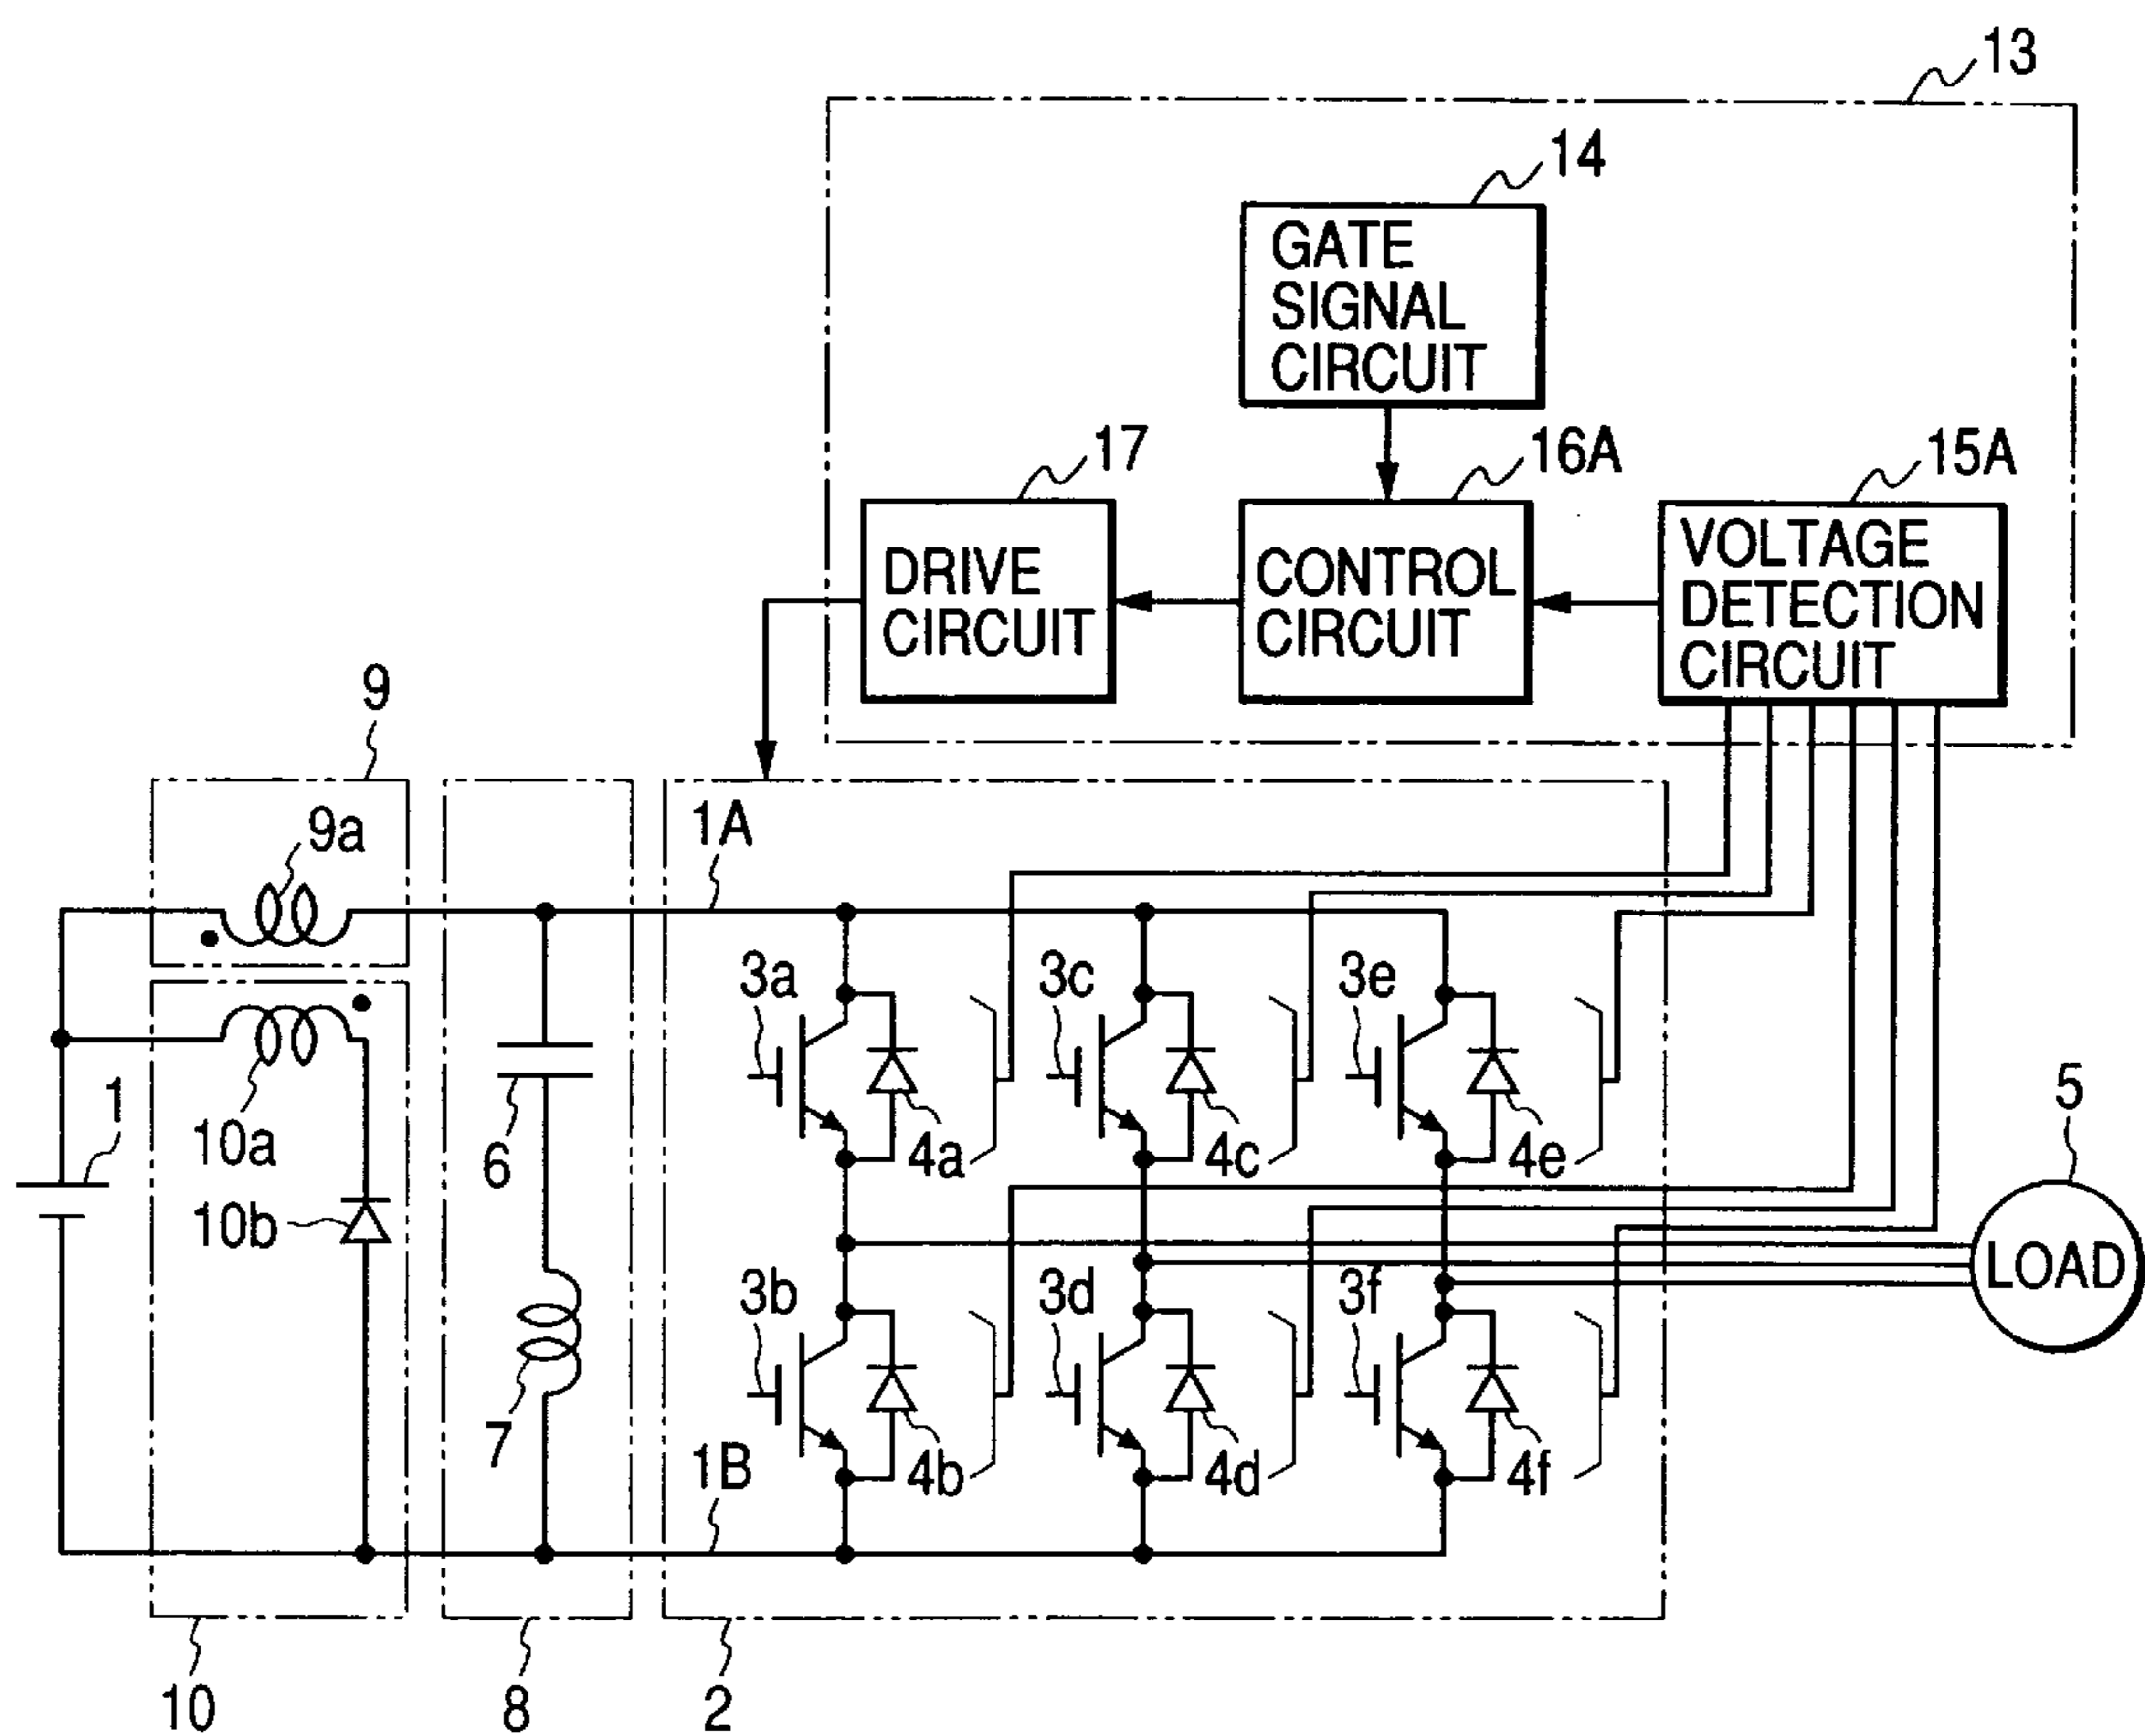 13
14
GATE
SIGNAL
CIRCUIT
17
16A
15A
DRIVE
CIRCUIT
CONTROL
CIRCUIT
VOLTAGE
DETECTION
CIRCUIT
9
9a
1A
3a
3c
3e
1
10a
6
4a
4c
4e
5
10b
LOAD
3b
3d
3f
7
1B
4b
4d
4f
10
8
2